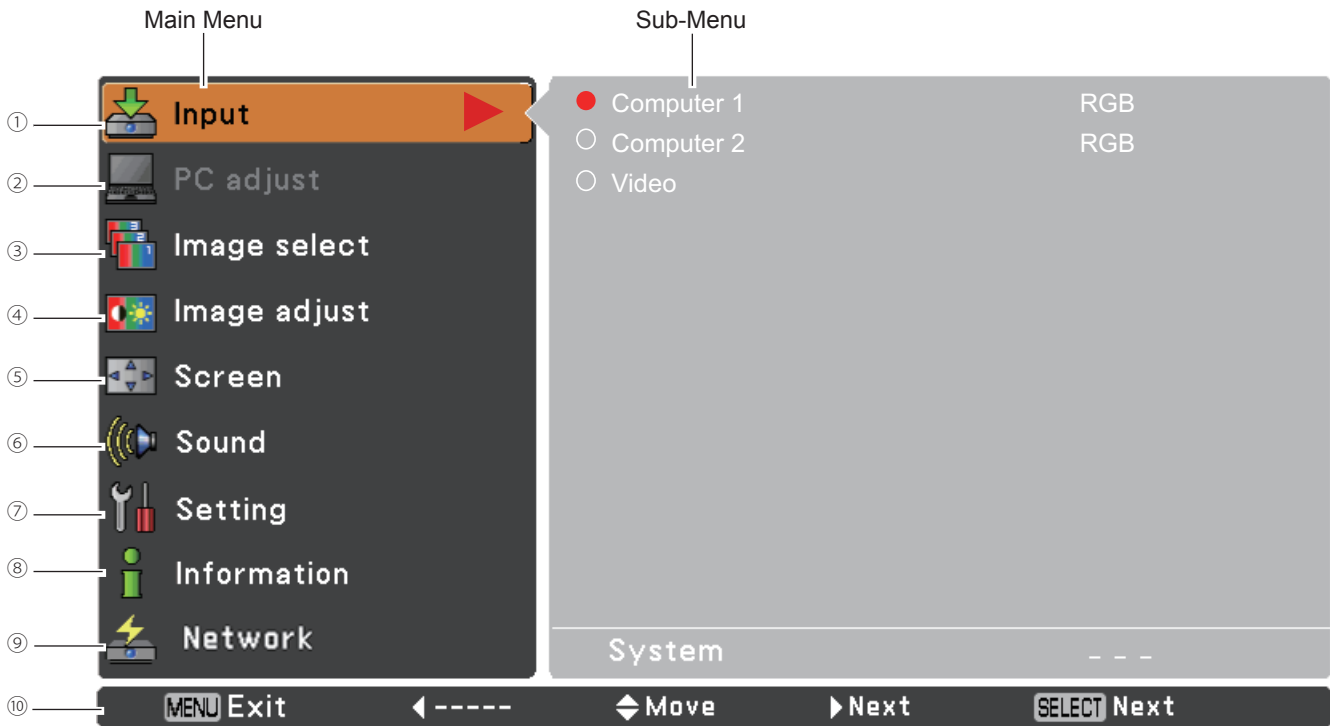 Main Menu
Sub-Menu
① Input
② PC adjust
③ Image select
④ Image adjust
⑤ Screen
⑥ Sound
⑦ Setting
⑧ Information
⑨ Network
Computer 1 RGB
Computer 2 RGB
Video
System _ _ _
⑩ MENU Exit ◀ ----- Move ▶ Next SELECT Next